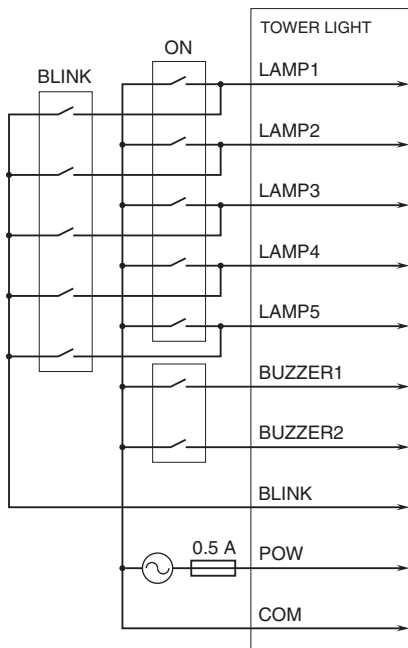 TOWER LIGHT
ON
LAMP1
BLINK
LAMP2
LAMP3
LAMP4
LAMP5
BUZZER1
BUZZER2
BLINK
0.5 A
POW
COM